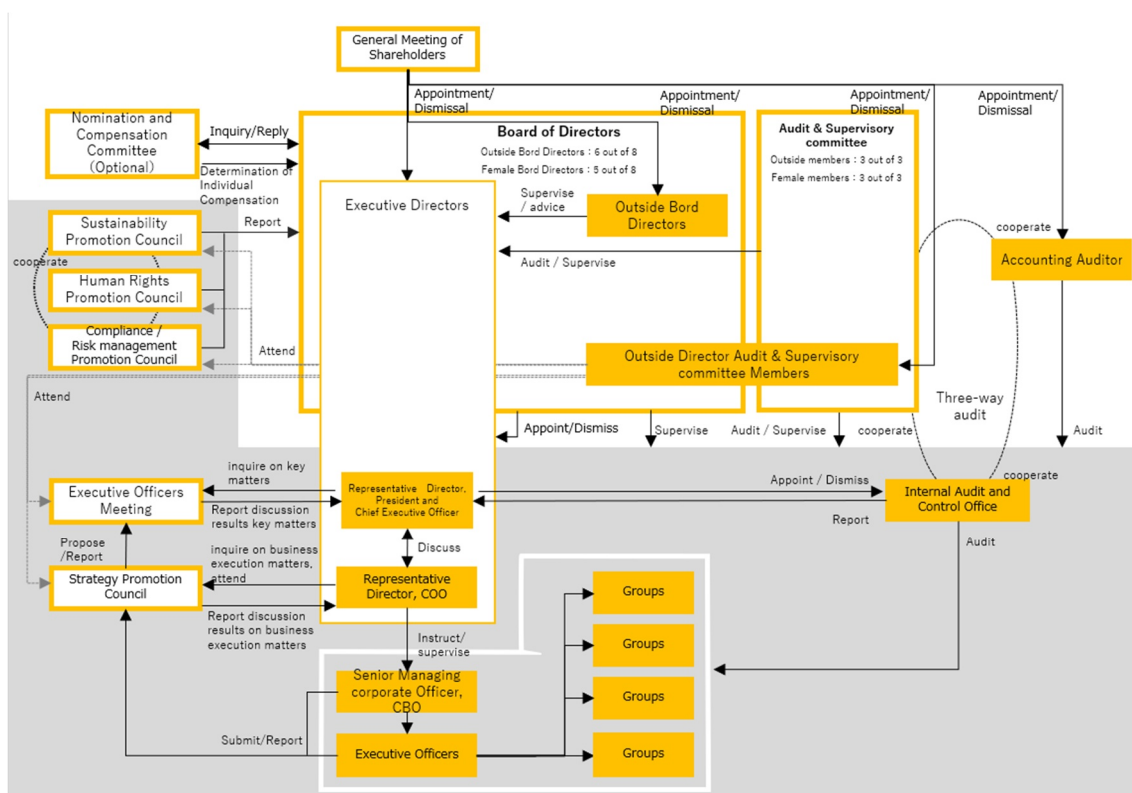 General Meeting of
Shareholders
Appointment/
Dismissal
Appointment/
Dismissal
Appointment/
Dismissal
Appointment/
Dismissal
Nomination and
Compensation
Committee
(Optional)
Inquiry/Reply
Determination of
Individual
Compensation
Board of Directors
Outside Bord Directors：6 out of 8
Female Bord Directors：5 out of 8
Audit & Supervisory
committee
Outside members：3 out of 3
Female members：3 out of 3
Executive Directors
Supervise
/ advice
Outside Bord
Directors
Sustainability
Promotion Council
Report
cooperate
Human Rights
Promotion Council
Compliance /
Risk management
Promotion Council
Audit / Supervise
cooperate
Accounting Auditor
Attend
Outside Director Audit & Supervisory
committee Members
Attend
Three-way
audit
Appoint/Dismiss
Supervise
Audit / Supervise
cooperate
Audit
inquire on key
matters
Executive Officers
Meeting
Report discussion
results key matters
Representative Director,
President and
Chief Executive Officer
Appoint / Dismiss
Report
cooperate
Internal Audit and
Control Office
Audit
Propose
/Report
Discuss
inquire on business
execution matters,
attend
Strategy Promotion
Council
Representative
Director, COO
Report discussion
results on business
execution matters
Instruct/
supervise
Groups
Groups
Groups
Groups
Senior Managing
corporate Officer,
CBO
Submit/Report
Executive Officers